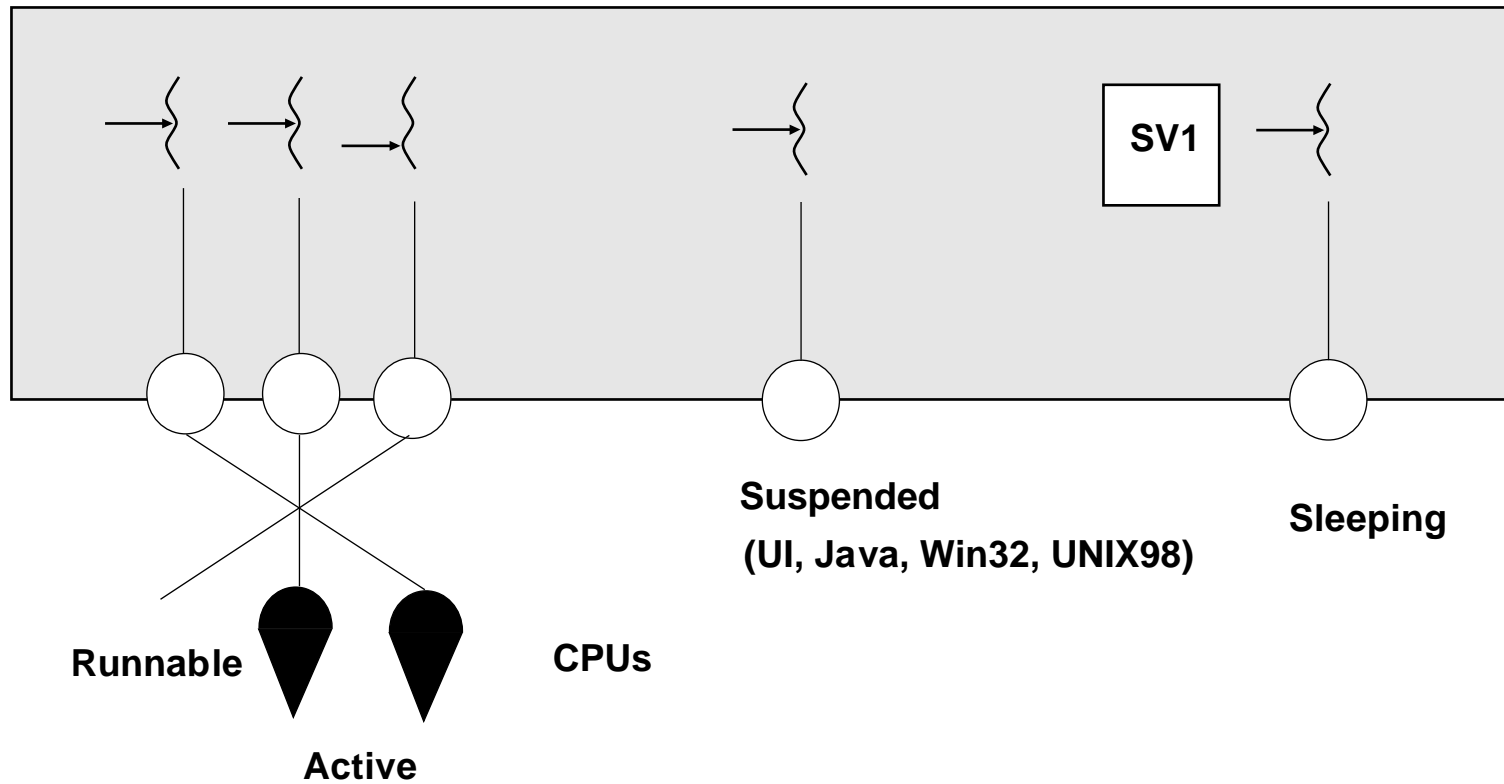 SV1
Suspended
(UI, Java, Win32, UNIX98)
Sleeping
Runnable
CPUs
Active